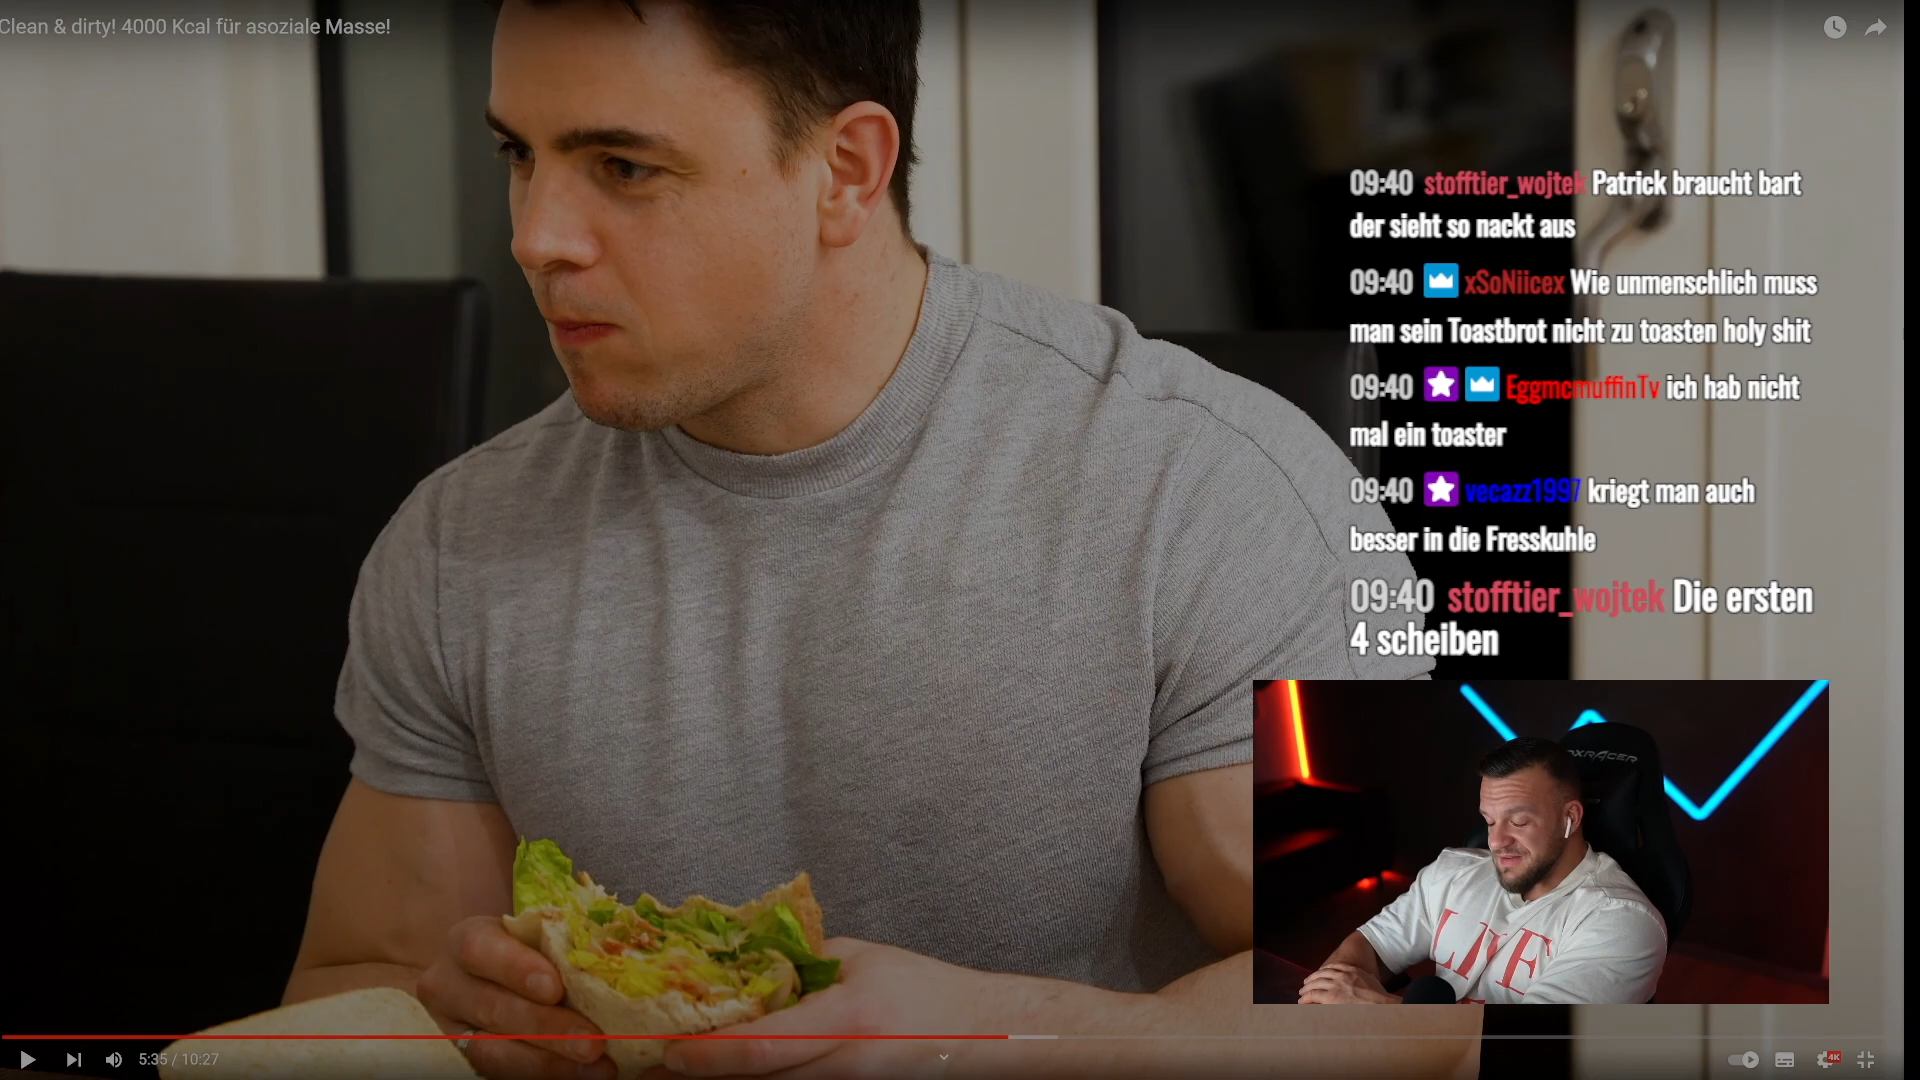 Clean & dirty! 4000 Kcal für asoziale Masse!
09:40 stofftier_wojtek Patrick braucht bart
der sieht so nackt aus
09:40 xSoNiicex Wie unmenschlich muss
man sein Toastbrot nicht zu toasten holy shit
09:40 EggmcmuffinTv ich hab nicht
mal ein toaster
09:40 vecazz1997 kriegt man auch
besser in die Fresskuhle
09:40 stofftier_wojtek Die ersten
4 scheiben
DXRACER
LIVE
5:35 / 10:27
4K